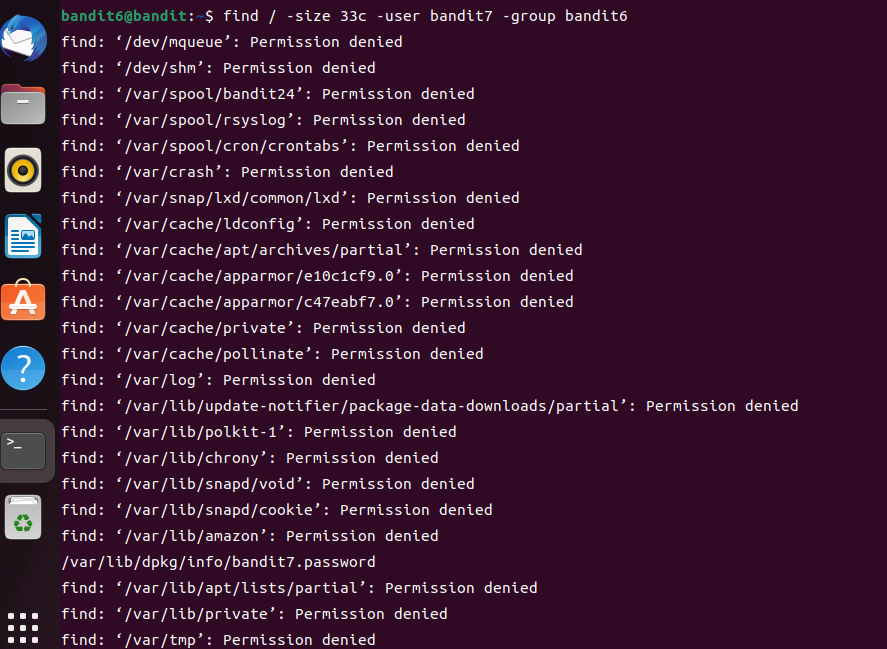 bandit6@bandit:~$ find / -size 33c -user bandit7 -group bandit6
find: ‘/dev/mqueue’: Permission denied
find: ‘/dev/shm’: Permission denied
find: ‘/var/spool/bandit24’: Permission denied
find: ‘/var/spool/rsyslog’: Permission denied
find: ‘/var/spool/cron/crontabs’: Permission denied
find: ‘/var/crash’: Permission denied
find: ‘/var/snap/lxd/common/lxd’: Permission denied
find: ‘/var/cache/ldconfig’: Permission denied
find: ‘/var/cache/apt/archives/partial’: Permission denied
find: ‘/var/cache/apparmor/e10c1cf9.0’: Permission denied
find: ‘/var/cache/apparmor/c47eabf7.0’: Permission denied
find: ‘/var/cache/private’: Permission denied
find: ‘/var/cache/pollinate’: Permission denied
find: ‘/var/log’: Permission denied
find: ‘/var/lib/update-notifier/package-data-downloads/partial’: Permission denied
find: ‘/var/lib/polkit-1’: Permission denied
find: ‘/var/lib/chrony’: Permission denied
find: ‘/var/lib/snapd/void’: Permission denied
find: ‘/var/lib/snapd/cookie’: Permission denied
find: ‘/var/lib/amazon’: Permission denied
/var/lib/dpkg/info/bandit7.password
find: ‘/var/lib/apt/lists/partial’: Permission denied
find: ‘/var/lib/private’: Permission denied
find: ‘/var/tmp’: Permission denied